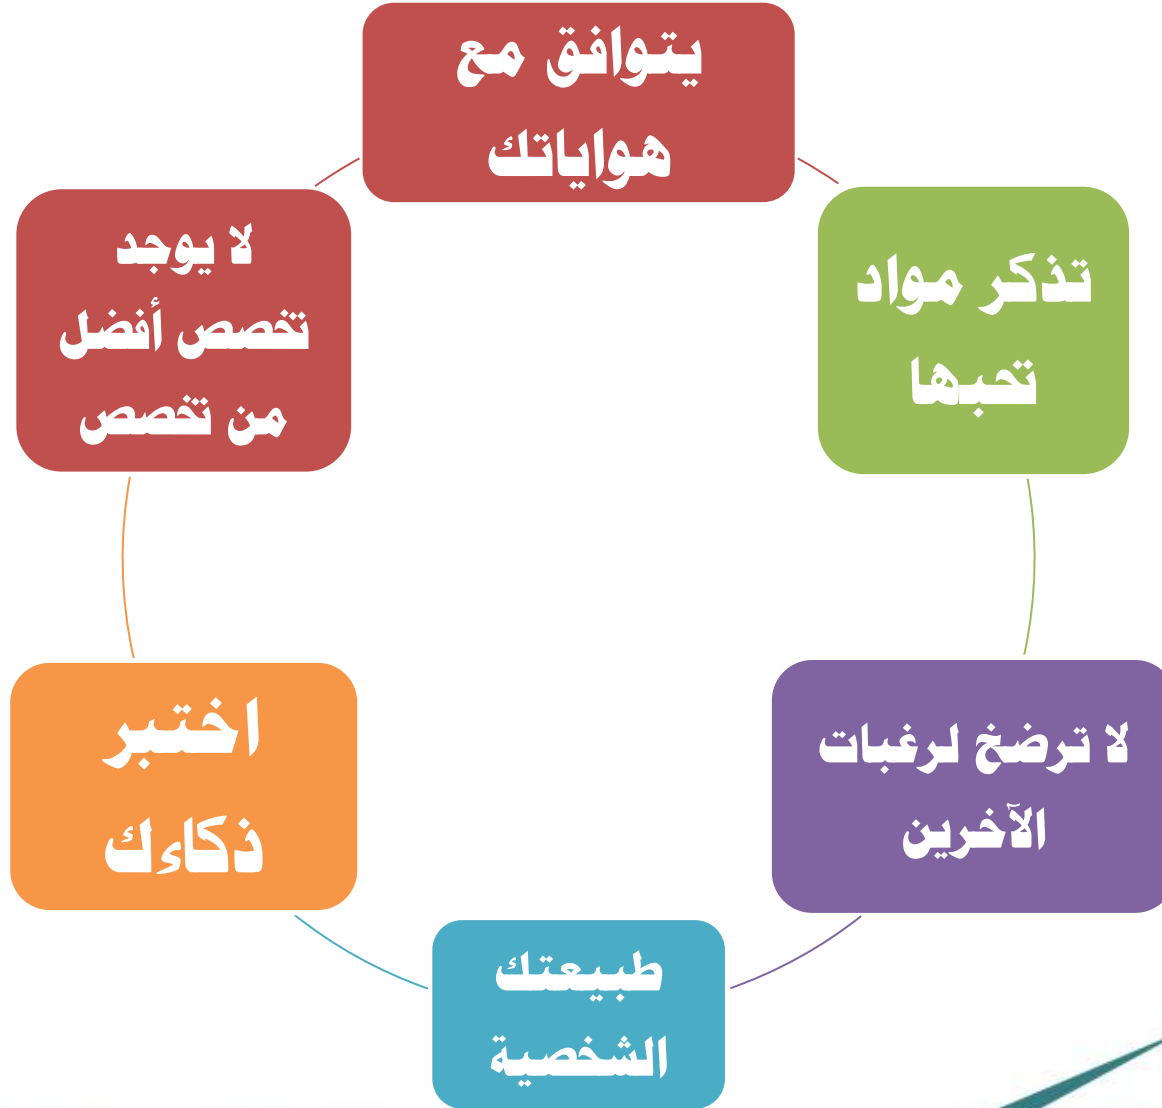 يتوافق مع
هواياتك
تذكر مواد
تحبها
لا ترضخ لرغبات
الآخرين
طبيعتك
الشخصية
اختبر
ذكاءك
لا يوجد
تخصص أفضل
من تخصص